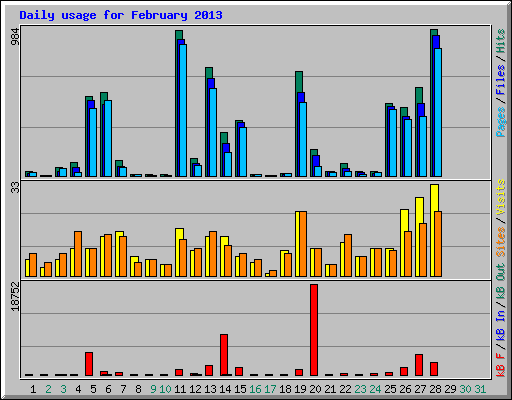 Daily usage for February 2013
984
Pages / Files / Hits
33
Sites / Visits
18752
kB F / kB In / kB Out
1 2 3 4 5 6 7 8 9 10 11 12 13 14 15 16 17 18 19 20 21 22 23 24 25 26 27 28 29 30 31